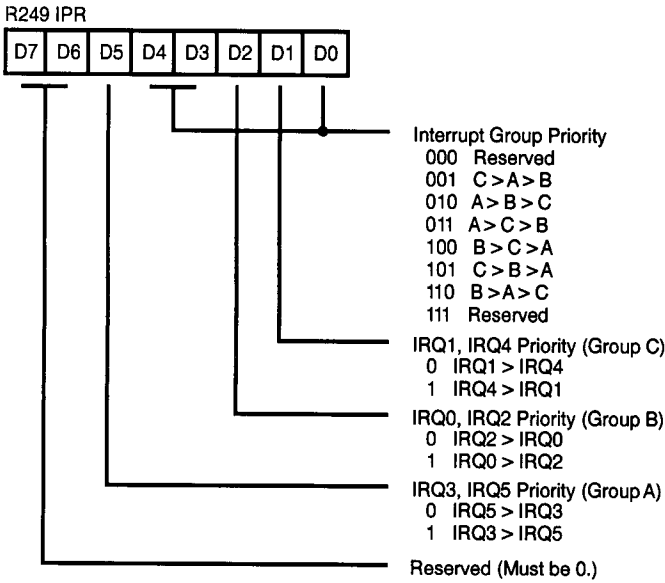 R249 IPR
D7 D6 D5 D4 D3 D2 D1 D0
Interrupt Group Priority
000 Reserved
001 C > A > B
010 A > B > C
011 A > C > B
100 B > C > A
101 C > B > A
110 B > A > C
111 Reserved
IRQ1, IRQ4 Priority (Group C)
0 IRQ1 > IRQ4
1 IRQ4 > IRQ1
IRQ0, IRQ2 Priority (Group B)
0 IRQ2 > IRQ0
1 IRQ0 > IRQ2
IRQ3, IRQ5 Priority (Group A)
0 IRQ5 > IRQ3
1 IRQ3 > IRQ5
Reserved (Must be 0.)